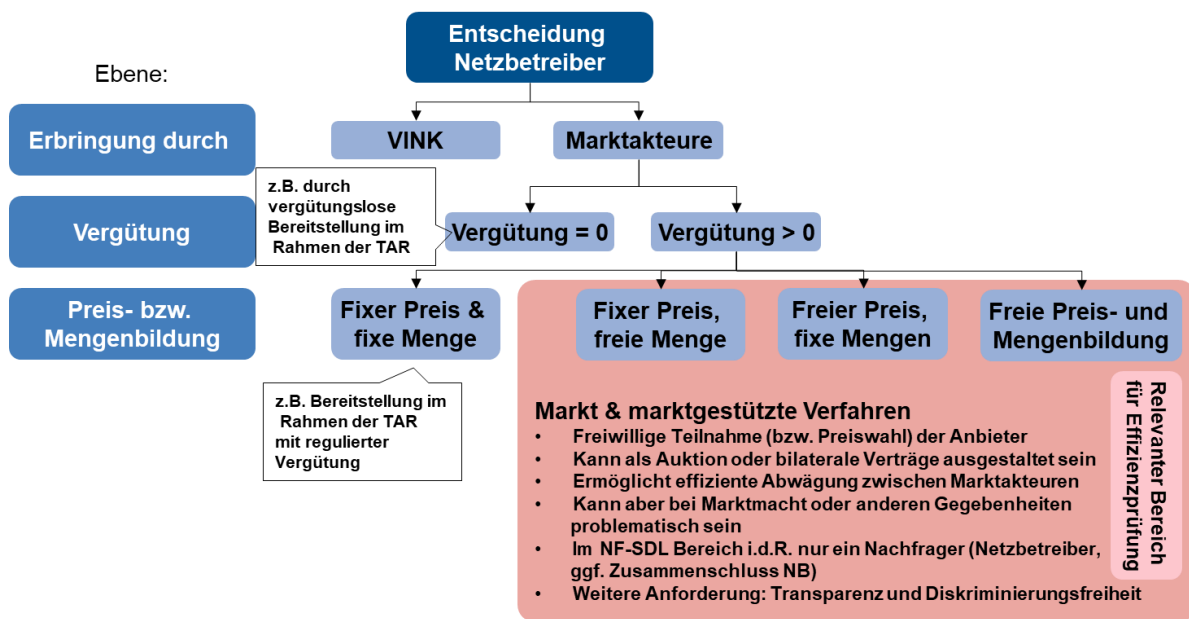 Entscheidung
Netzbetreiber
Ebene:
Erbringung durch
VINK
Marktakteure
z.B. durch
vergütungslose
Bereitstellung im
Rahmen der TAR
Vergütung
Vergütung = 0
Vergütung > 0
Preis- bzw.
Mengenbildung
Fixer Preis &
fixe Menge
Fixer Preis,
freie Menge
Freier Preis,
fixe Mengen
Freie Preis- und
Mengenbildung
z.B. Bereitstellung im
Rahmen der TAR
mit regulierter
Vergütung
Markt & marktgestützte Verfahren
• Freiwillige Teilnahme (bzw. Preiswahl) der Anbieter
• Kann als Auktion oder bilaterale Verträge ausgestaltet sein
• Ermöglicht effiziente Abwägung zwischen Marktakteuren
• Kann aber bei Marktmacht oder anderen Gegebenheiten
problematisch sein
• Im NF-SDL Bereich i.d.R. nur ein Nachfrager (Netzbetreiber,
ggf. Zusammenschluss NB)
• Weitere Anforderung: Transparenz und Diskriminierungsfreiheit
Relevanter Bereich
für Effizienzprüfung